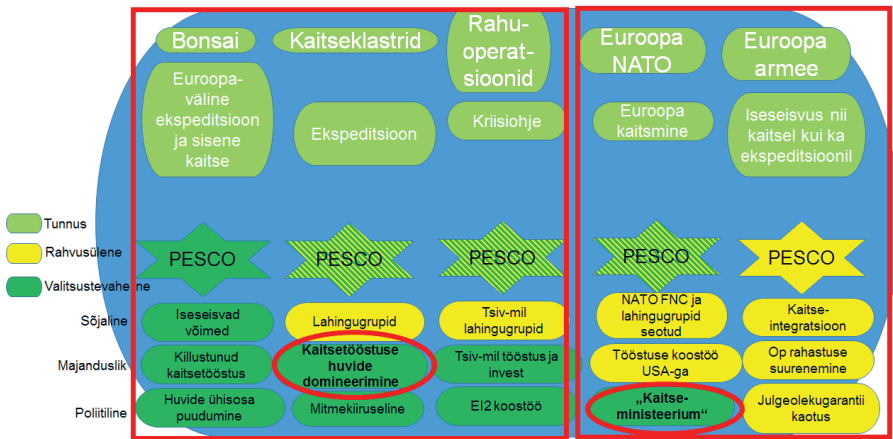 Bonsai
Kaitseklastrid
Rahu-
operat-
sioonid
Euroopa
NATO
Euroopa
armee
Euroopa-
väline
ekspeditsioon
ja sisene
kaitse
Ekspeditsioon
Kriisiohje
Euroopa
kaitsmine
Iseseisvus nii
kaitsel kui ka
ekspeditsioonil
Tunnus
Rahvusülene
Valitsustevaheline
PESCO
PESCO
PESCO
PESCO
PESCO
Sõjaline
Iseseisvad
võimed
Lahingugrupid
Tsiv-mil
lahingugrupid
NATO FNC ja
lahingugrupid
seotud
Kaitse-
integratsioon
Majanduslik
Killustunud
kaitsetööstus
Kaitsetööstuse
huvide
domineerimine
Tsiv-mil tööstus ja
invest
Tööstuse koostöö
USA-ga
Op rahastuse
suurenemine
Poliitiline
Huvide ühisosa
puudumine
Mitmekiiruseline
EI2 koostöö
„Kaitse-
ministeerium“
Julgeolekugarantii
kaotus